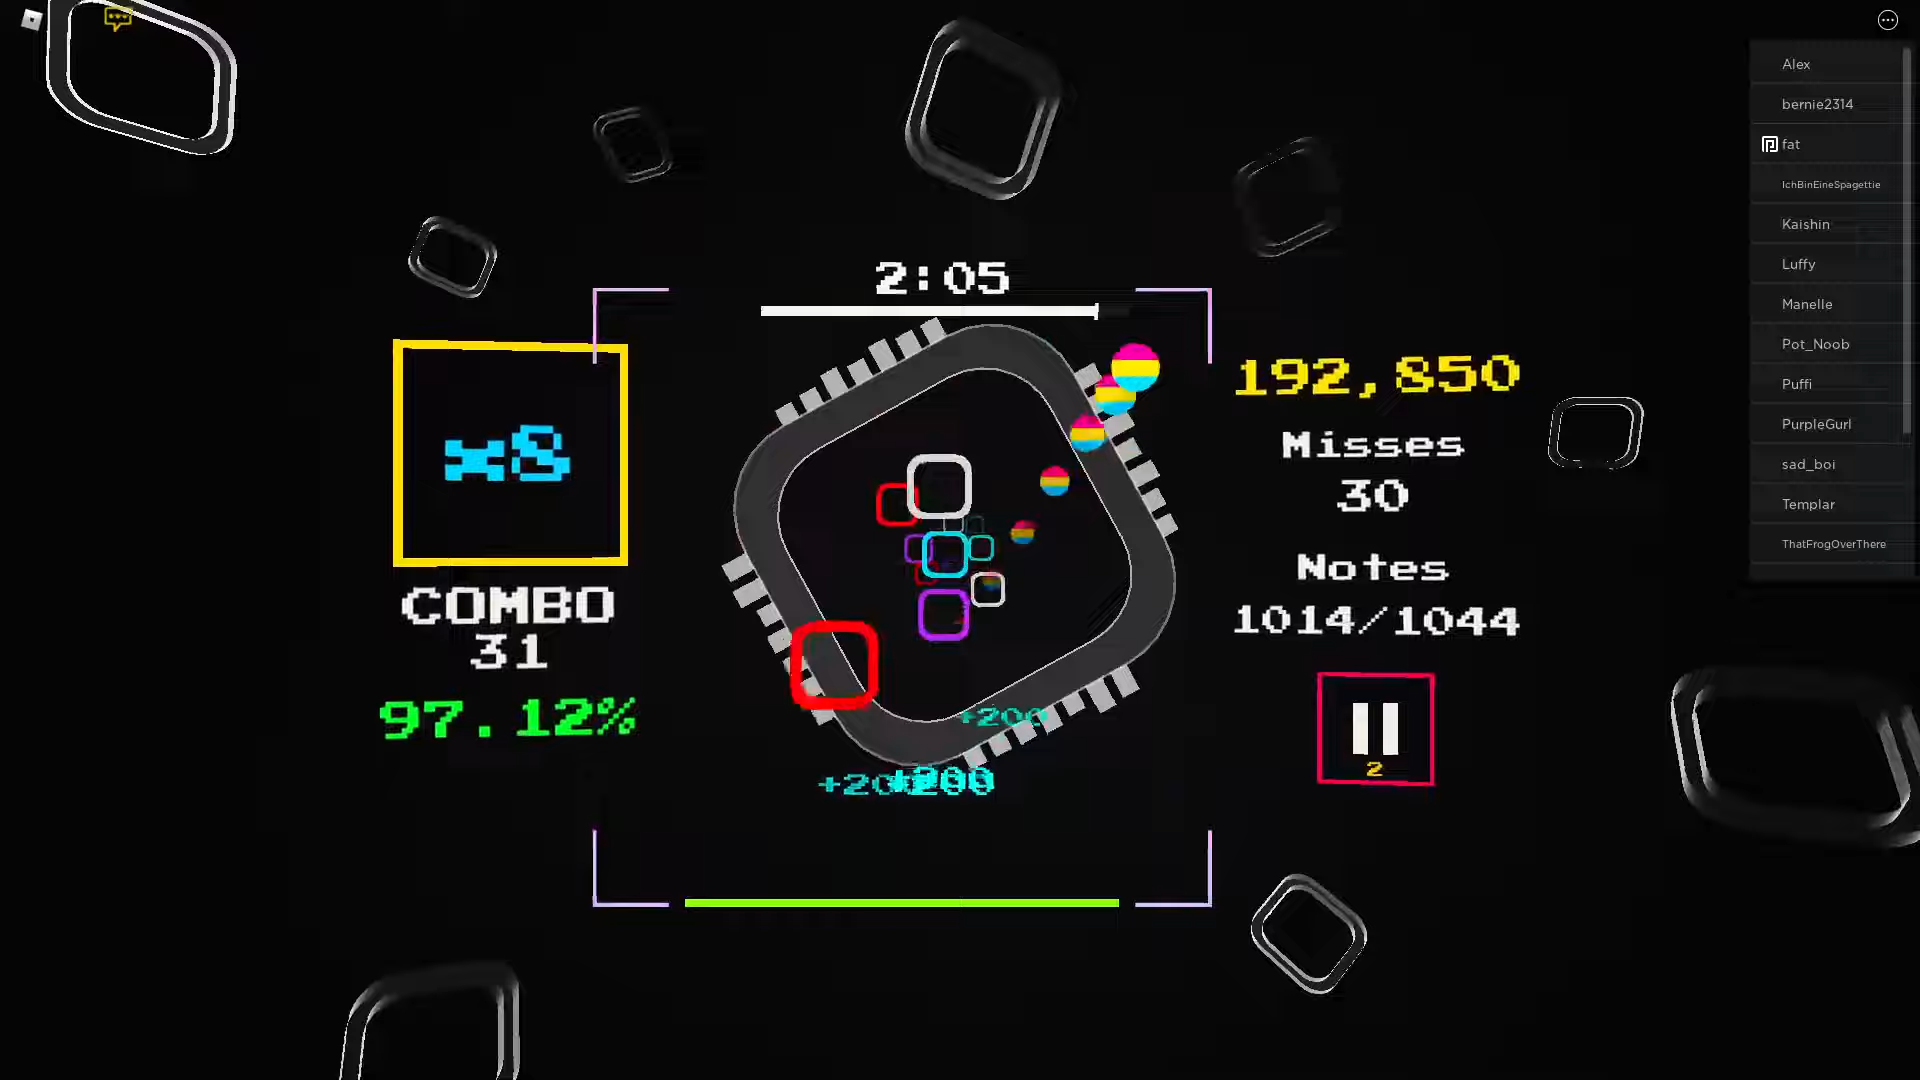 2:05
x8
COMBO
31
97.12%
192,850
Misses
30
Notes
1014/1044
2
+200
+200
+200
Alex
bernie2314
fat
IchBinEineSpagettie
Kaishin
Luffy
Manelle
Pot_Noob
Puffi
PurpleGurl
sad_boi
Templar
ThatFrogOverThere